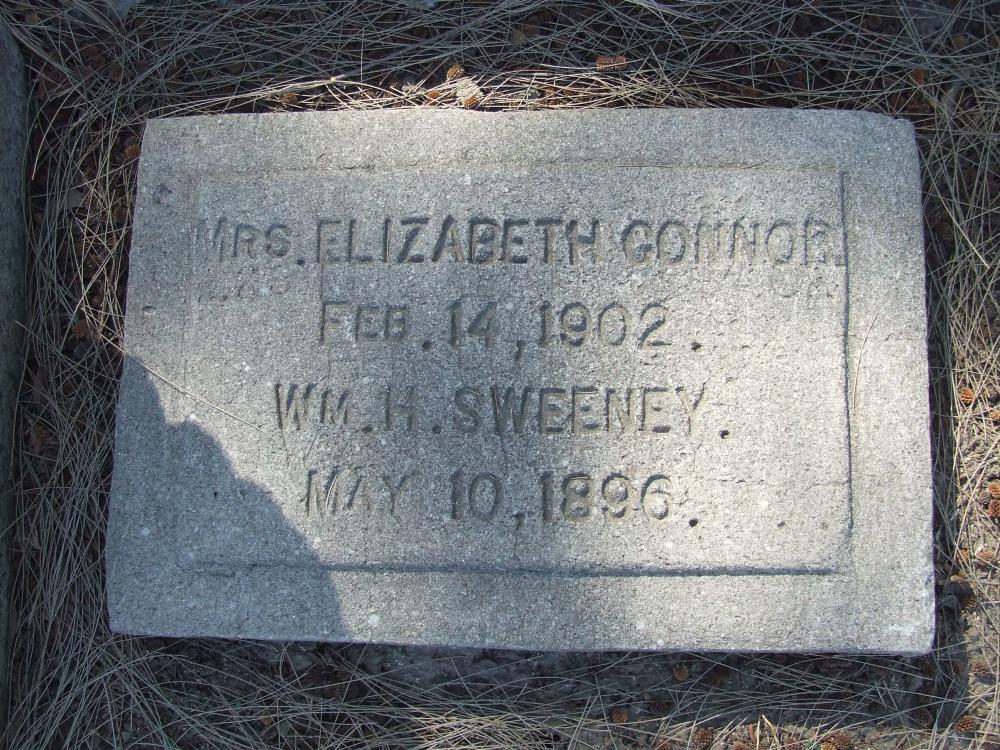 MRS. ELIZABETH CONNOR.
FEB. 14, 1902.
WM. H. SWEENEY.
MAY 10, 1896.